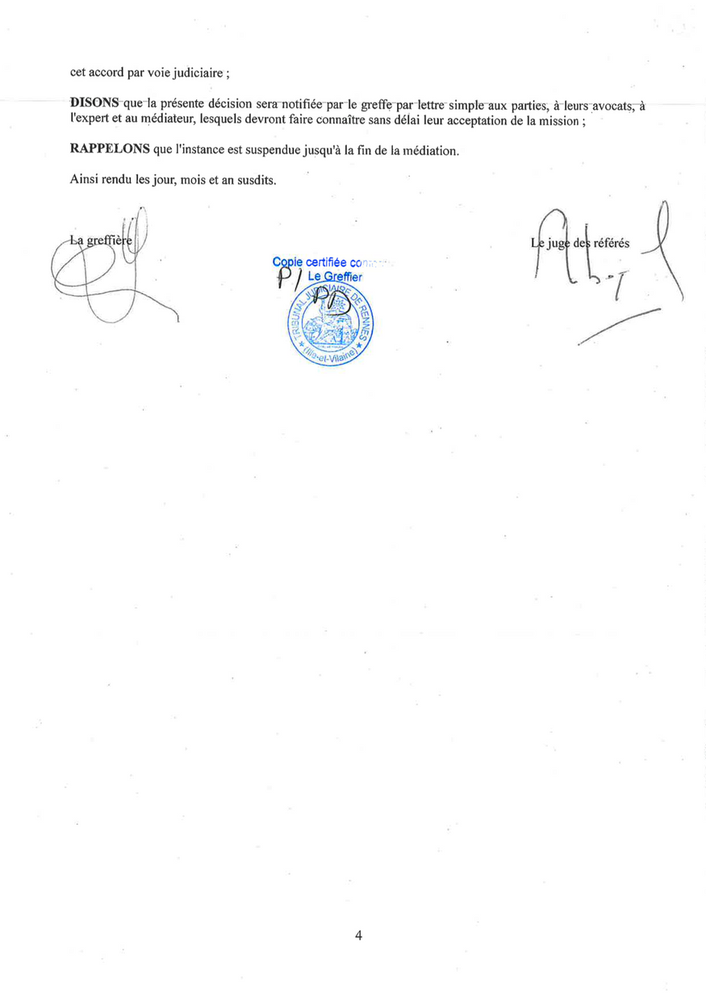 cet accord par voie judiciaire ;
DISONS que la présente décision sera notifiée par le greffe par lettre simple aux parties, à leurs avocats, à
l'expert et au médiateur, lesquels devront faire connaître sans délai leur acceptation de la mission ;
RAPPELONS que l'instance est suspendue jusqu'à la fin de la médiation.
Ainsi rendu les jour, mois et an susdits.
La greffière
Le juge des référés
Copie certifiée
P/ Le Greffier
TRIBUNAL JUDICIAIRE DE RENNES
(Ille-et-Vilaine)
4